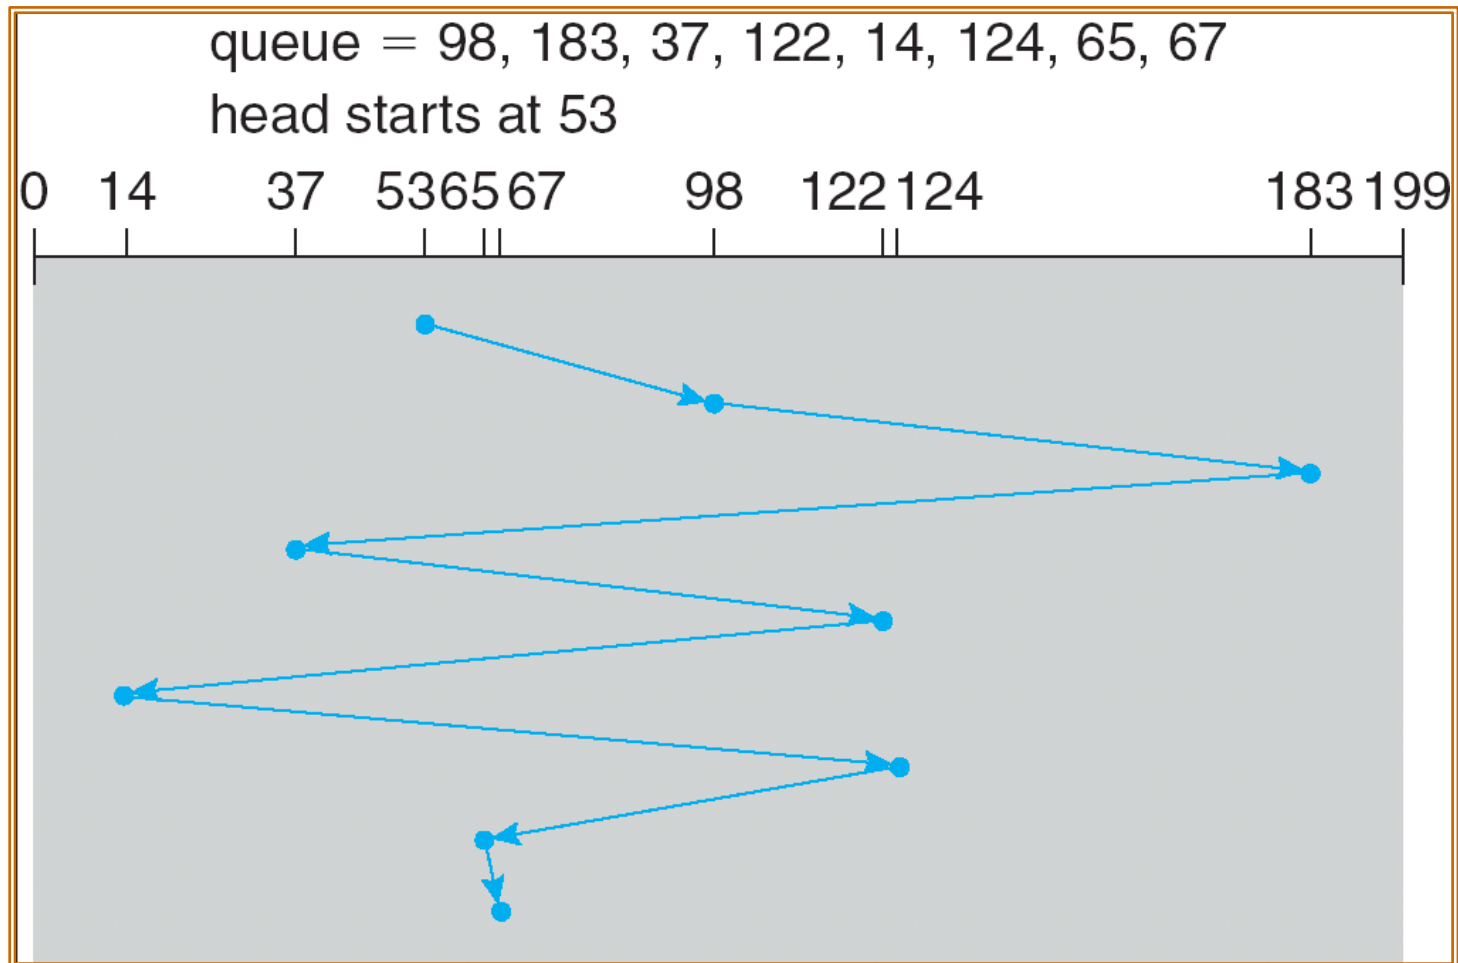 queue = 98, 183, 37, 122, 14, 124, 65, 67
head starts at 53
0 14 37 53 65 67 98 122 124 183 199